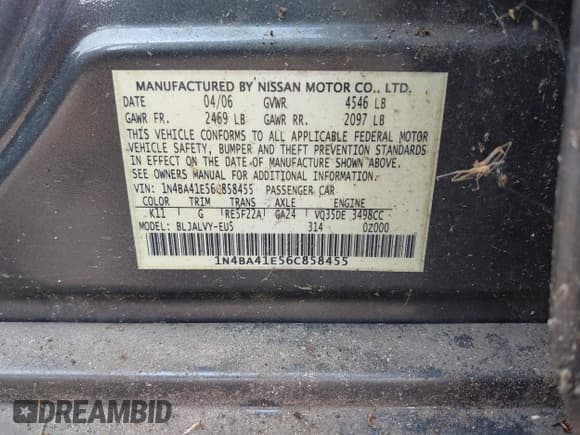 MANUFACTURED BY NISSAN MOTOR CO., LTD.
DATE 04/06 GVWR 4546 LB
GAWR FR. 2469 LB GAWR RR. 2097 LB
THIS VEHICLE CONFORMS TO ALL APPLICABLE FEDERAL MOTOR
VEHICLE SAFETY, BUMPER AND THEFT PREVENTION STANDARDS
IN EFFECT ON THE DATE OF MANUFACTURE SHOWN ABOVE.
SEE OWNERS MANUAL FOR ADDITIONAL INFORMATION.
VIN: 1N4BA41E56C858455 PASSENGER CAR
COLOR TRIM TRANS AXLE ENGINE
K11 G RE5F22A GA24 VQ35DE 3498CC
MODEL: BLJALVY-EU5 314 0Z000
1N4BA41E56C858455
DREAMBID